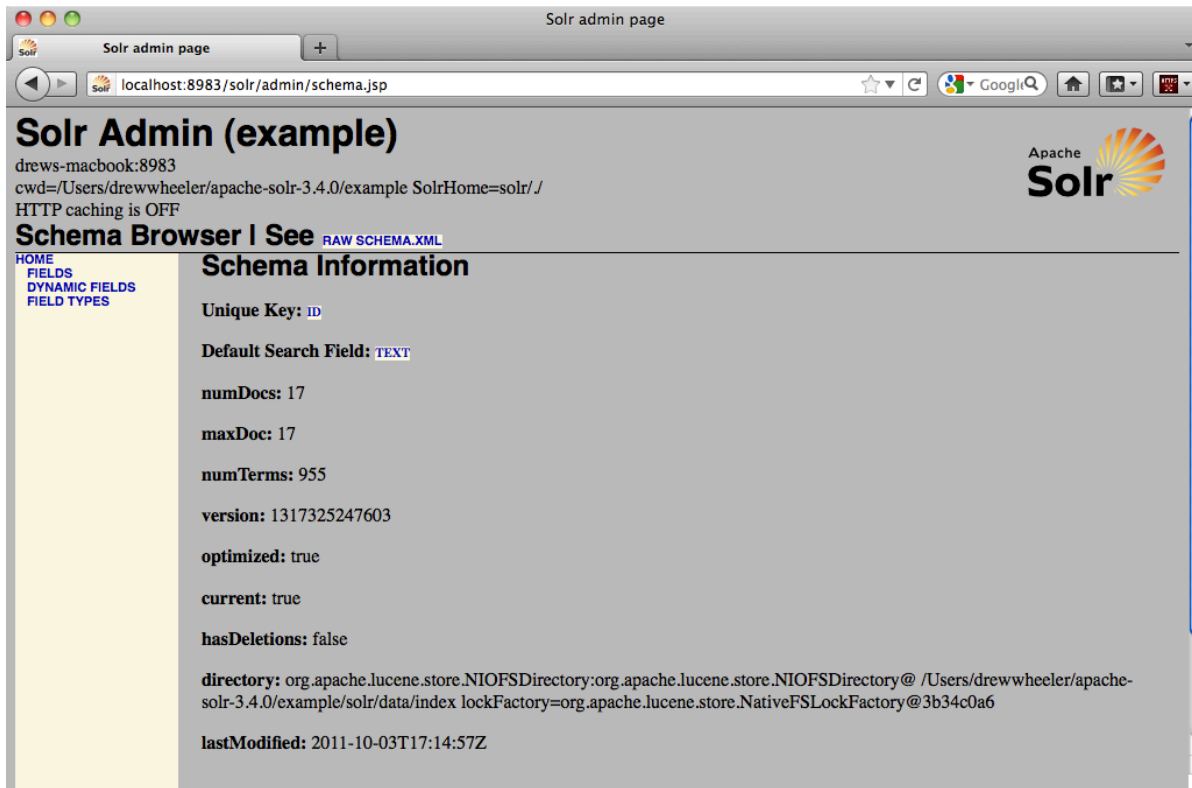 Solr admin page
Solr Solr admin page +
Solr localhost:8983/solr/admin/schema.jsp Google
Solr Admin (example)
drews-macbook:8983
cwd=/Users/drewwheeler/apache-solr-3.4.0/example SolrHome=solr/./
HTTP caching is OFF
Apache
Solr
Schema Browser | See RAW SCHEMA.XML
HOME
FIELDS
DYNAMIC FIELDS
FIELD TYPES
Schema Information
Unique Key: ID
Default Search Field: TEXT
numDocs: 17
maxDoc: 17
numTerms: 955
version: 1317325247603
optimized: true
current: true
hasDeletions: false
directory: org.apache.lucene.store.NIOFSDirectory:org.apache.lucene.store.NIOFSDirectory@ /Users/drewwheeler/apache-
solr-3.4.0/example/solr/data/index lockFactory=org.apache.lucene.store.NativeFSLockFactory@3b34c0a6
lastModified: 2011-10-03T17:14:57Z